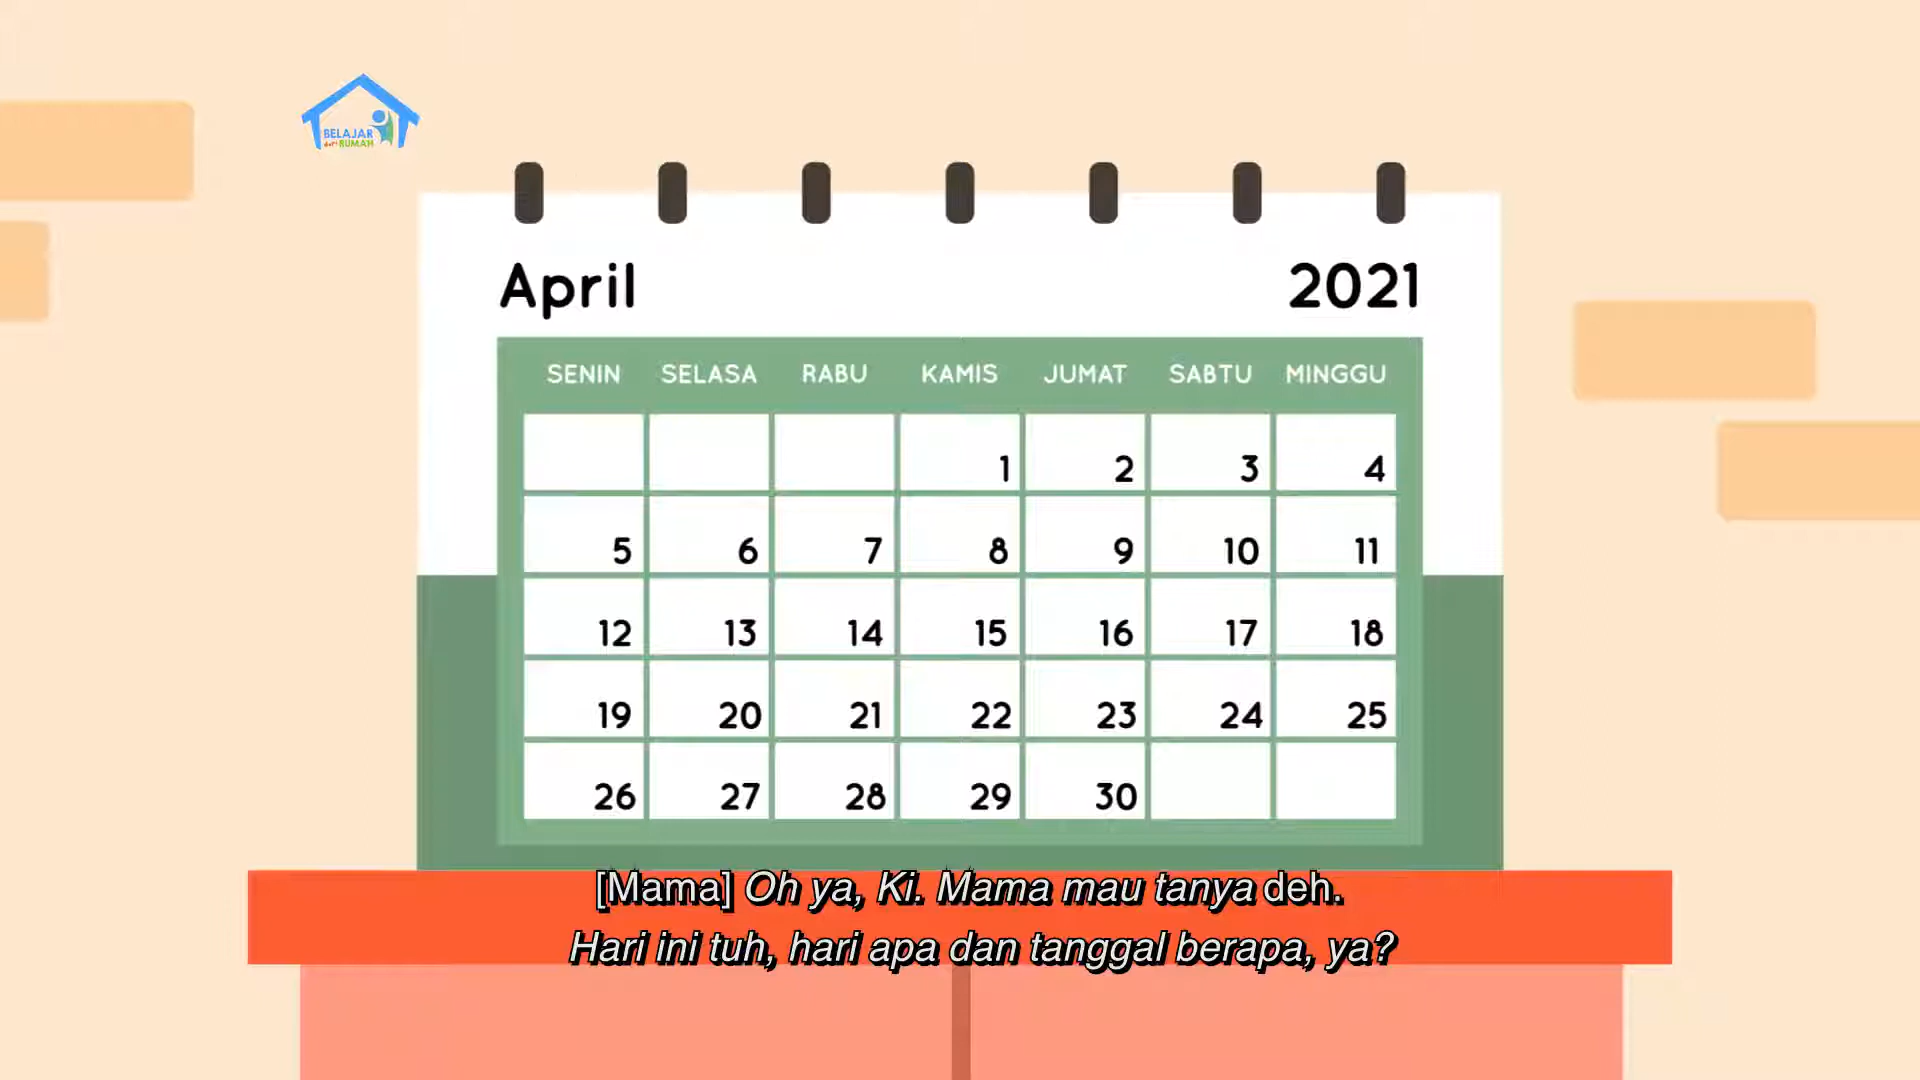 BELAJAR
dari RUMAH
April 2021
SENIN SELASA RABU KAMIS JUMAT SABTU MINGGU
1 2 3 4
5 6 7 8 9 10 11
12 13 14 15 16 17 18
19 20 21 22 23 24 25
26 27 28 29 30
[Mama] Oh ya, Ki. Mama mau tanya deh.
Hari ini tuh, hari apa dan tanggal berapa, ya?